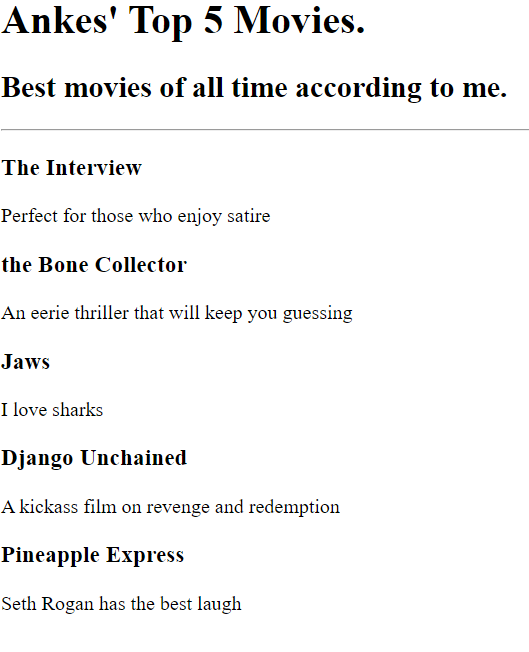 Ankes' Top 5 Movies.
Best movies of all time according to me.
The Interview
Perfect for those who enjoy satire
the Bone Collector
An eerie thriller that will keep you guessing
Jaws
I love sharks
Django Unchained
A kickass film on revenge and redemption
Pineapple Express
Seth Rogan has the best laugh